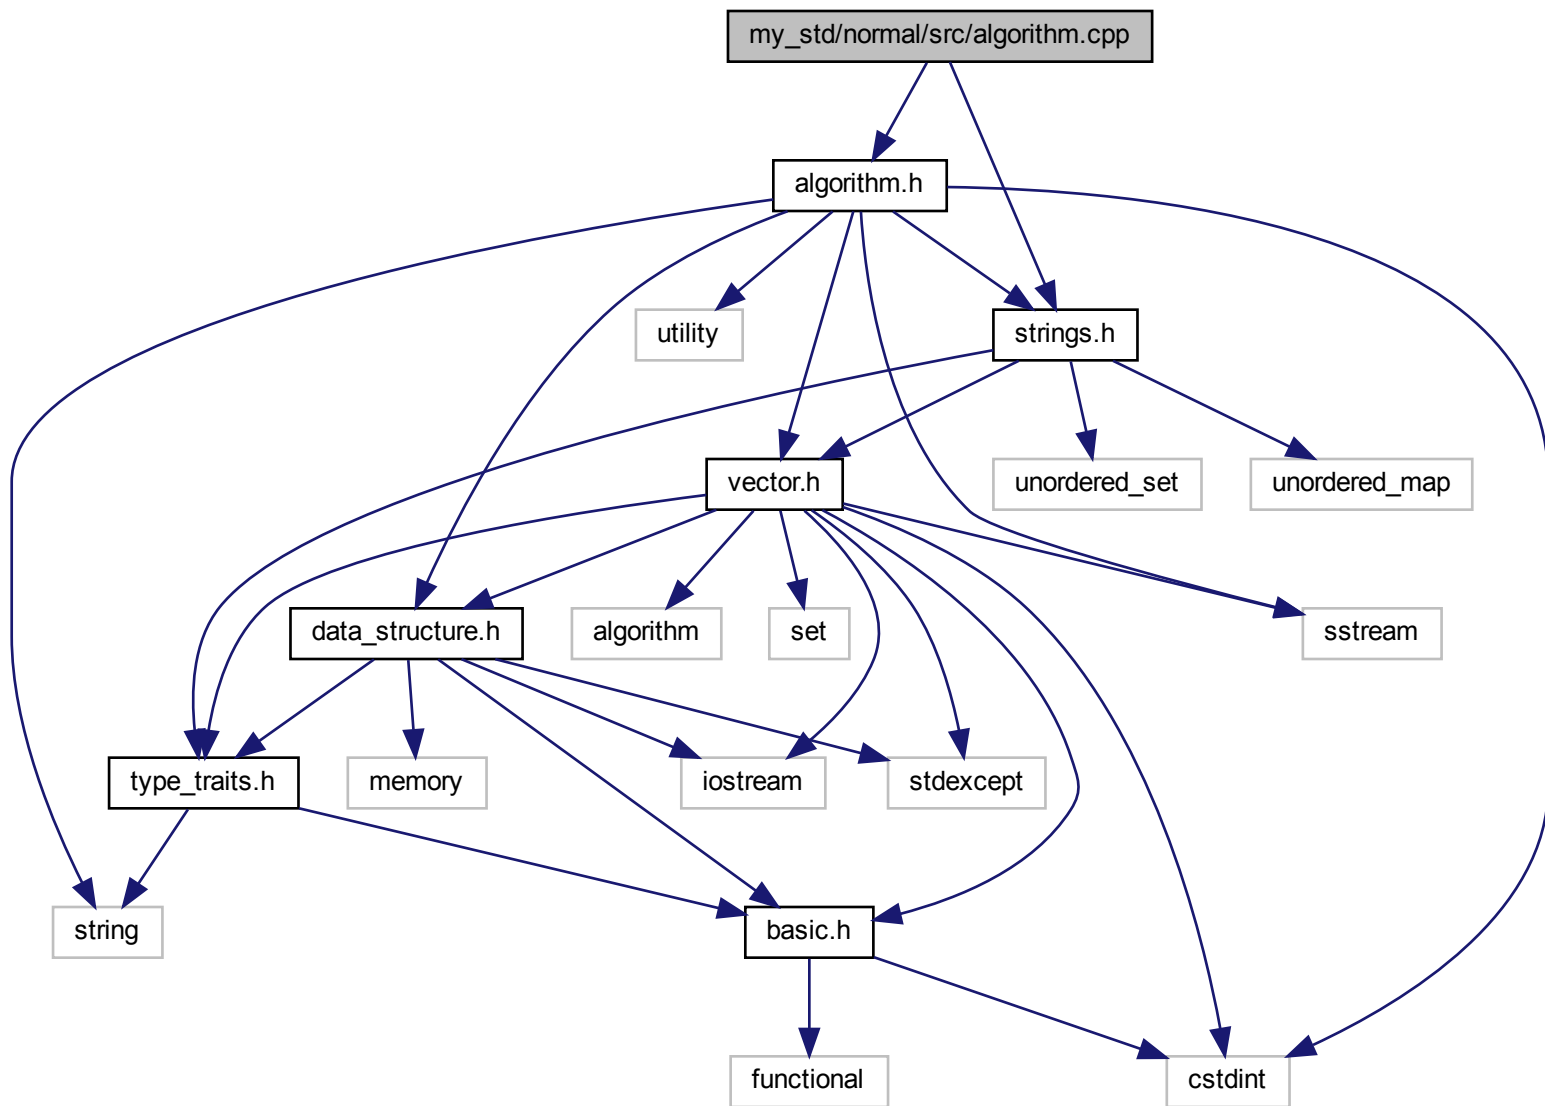 my_std/normal/src/algorithm.cpp
algorithm.h
utility
strings.h
vector.h
unordered_set
unordered_map
data_structure.h
algorithm
set
sstream
type_traits.h
memory
iostream
stdexcept
string
basic.h
functional
cstdint